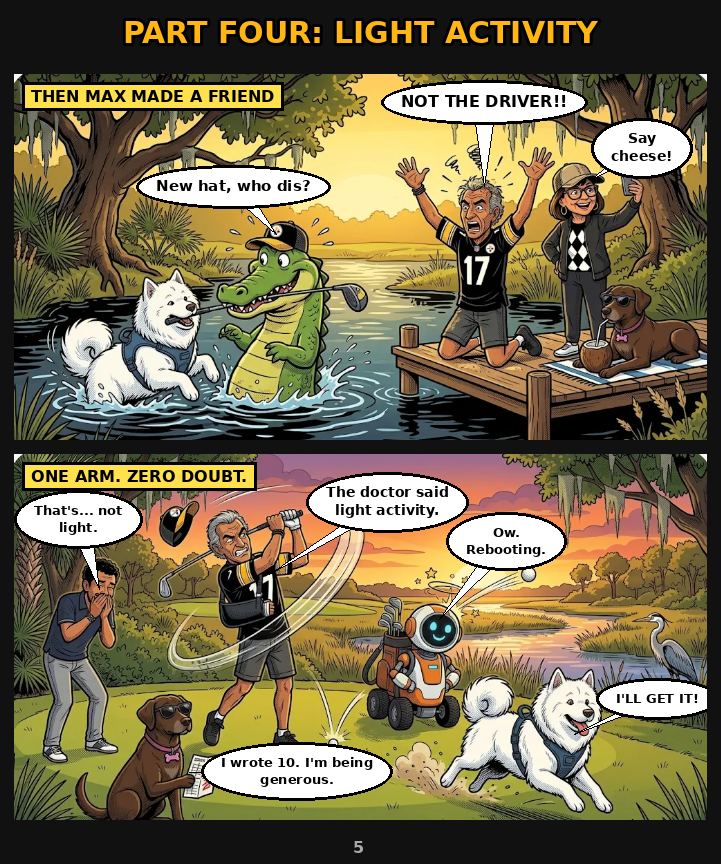 PART FOUR: LIGHT ACTIVITY
THEN MAX MADE A FRIEND
NOT THE DRIVER!!
Say
cheese!
New hat, who dis?
17
ONE ARM. ZERO DOUBT.
That's... not
light.
The doctor said
light activity.
Ow.
Rebooting.
17
I'LL GET IT!
I wrote 10. I'm being
generous.
5